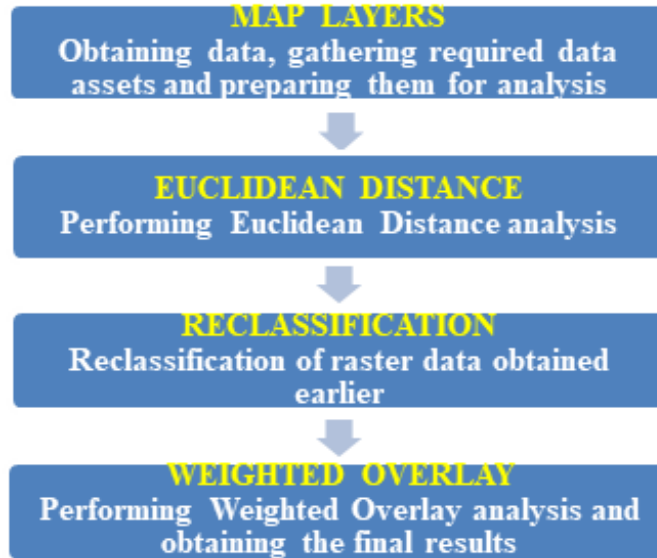 MAP LAYERS
Obtaining data, gathering required data
assets and preparing them for analysis
EUCLIDEAN DISTANCE
Performing Euclidean Distance analysis
RECLASSIFICATION
Reclassification of raster data obtained
earlier
WEIGHTED OVERLAY
Performing Weighted Overlay analysis and
obtaining the final results